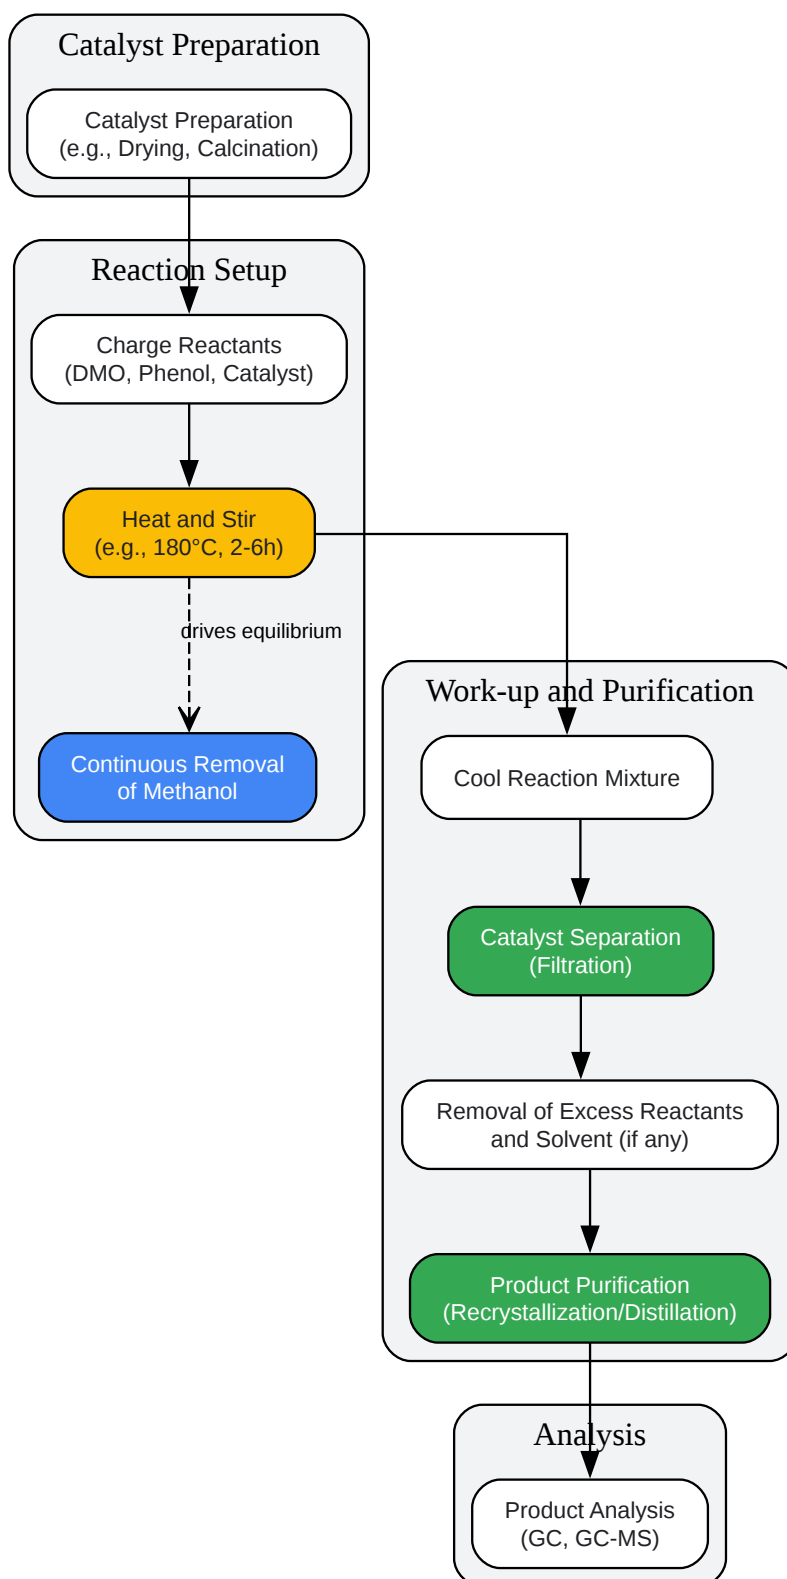 Catalyst Preparation
Catalyst Preparation
(e.g., Drying, Calcination)
Reaction Setup
Charge Reactants
(DMO, Phenol, Catalyst)
Heat and Stir
(e.g., 180°C, 2-6h)
drives equilibrium
Continuous Removal
of Methanol
Work-up and Purification
Cool Reaction Mixture
Catalyst Separation
(Filtration)
Removal of Excess Reactants
and Solvent (if any)
Product Purification
(Recrystallization/Distillation)
Analysis
Product Analysis
(GC, GC-MS)